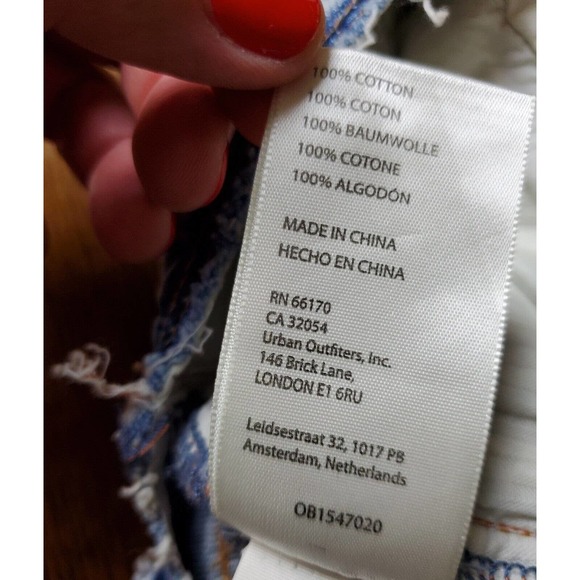 100% COTTON
100% COTON
100% BAUMWOLLE
100% COTONE
100% ALGODÓN
MADE IN CHINA
HECHO EN CHINA
RN 66170
CA 32054
Urban Outfitters, Inc.
146 Brick Lane,
LONDON E1 6RU
Leidsestraat 32, 1017 PB
Amsterdam, Netherlands
OB1547020